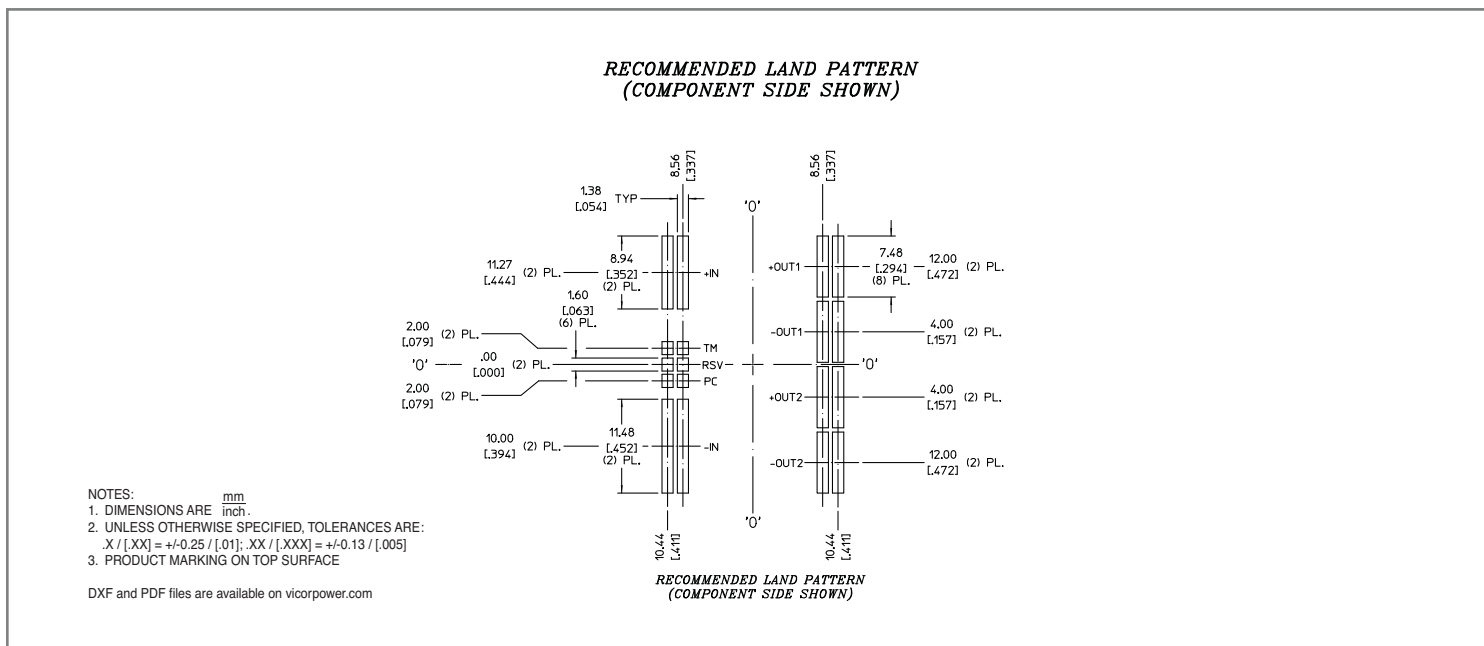 RECOMMENDED LAND PATTERN
(COMPONENT SIDE SHOWN)
8.56
[.337]
8.56
[.337]
1.38
[.054]
TYP
'0'
11.27
[.444]
(2) PL.
8.94
[.352]
(2) PL.
+IN
+OUT1
7.48
[.294]
(8) PL.
12.00
[.472]
(2) PL.
1.60
[.063]
(6) PL.
2.00
[.079]
(2) PL.
TM
-OUT1
4.00
[.157]
(2) PL.
'0'
.00
[.000]
(2) PL.
RSV
'0'
2.00
[.079]
(2) PL.
PC
+OUT2
4.00
[.157]
(2) PL.
10.00
[.394]
(2) PL.
11.48
[.452]
(2) PL.
-IN
-OUT2
12.00
[.472]
(2) PL.
'0'
10.44
[.411]
10.44
[.411]
RECOMMENDED LAND PATTERN
(COMPONENT SIDE SHOWN)
NOTES:
1. DIMENSIONS ARE mm/inch.
2. UNLESS OTHERWISE SPECIFIED, TOLERANCES ARE:
.X / [.XX] = +/-0.25 / [.01]; .XX / [.XXX] = +/-0.13 / [.005]
3. PRODUCT MARKING ON TOP SURFACE
DXF and PDF files are available on vicorpower.com